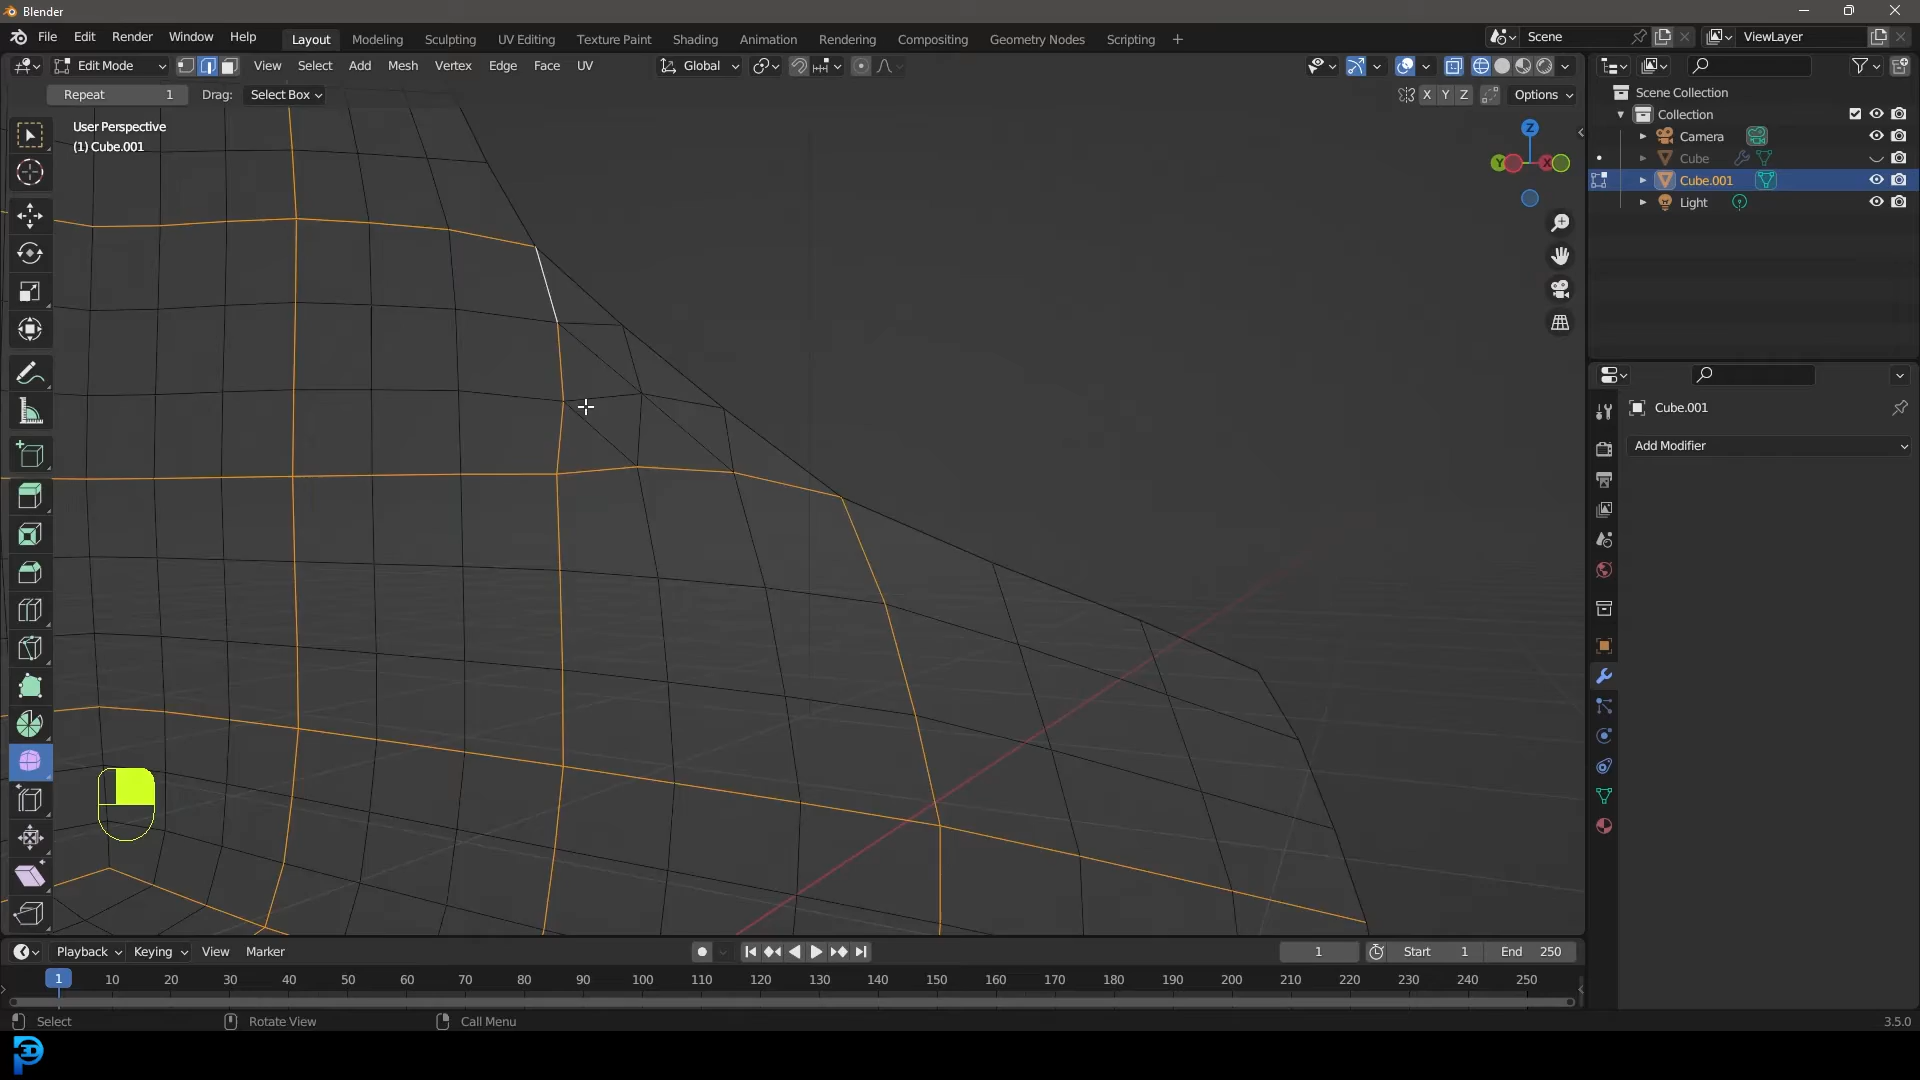 Blender
File Edit Render Window Help
Layout Modeling Sculpting UV Editing Texture Paint Shading Animation Rendering Compositing Geometry Nodes Scripting +
Scene
ViewLayer
Edit Mode View Select Add Mesh Vertex Edge Face UV
Global
Repeat 1 Drag: Select Box
X Y Z Options
User Perspective
(1) Cube.001
Z
Y X
Scene Collection
Collection
Camera
Cube
Cube.001
Light
Cube.001
Add Modifier
Playback Keying View Marker
1 Start 1 End 250
1 10 20 30 40 50 60 70 80 90 100 110 120 130 140 150 160 170 180 190 200 210 220 230 240 250
Select Rotate View Call Menu
3.5.0
3D